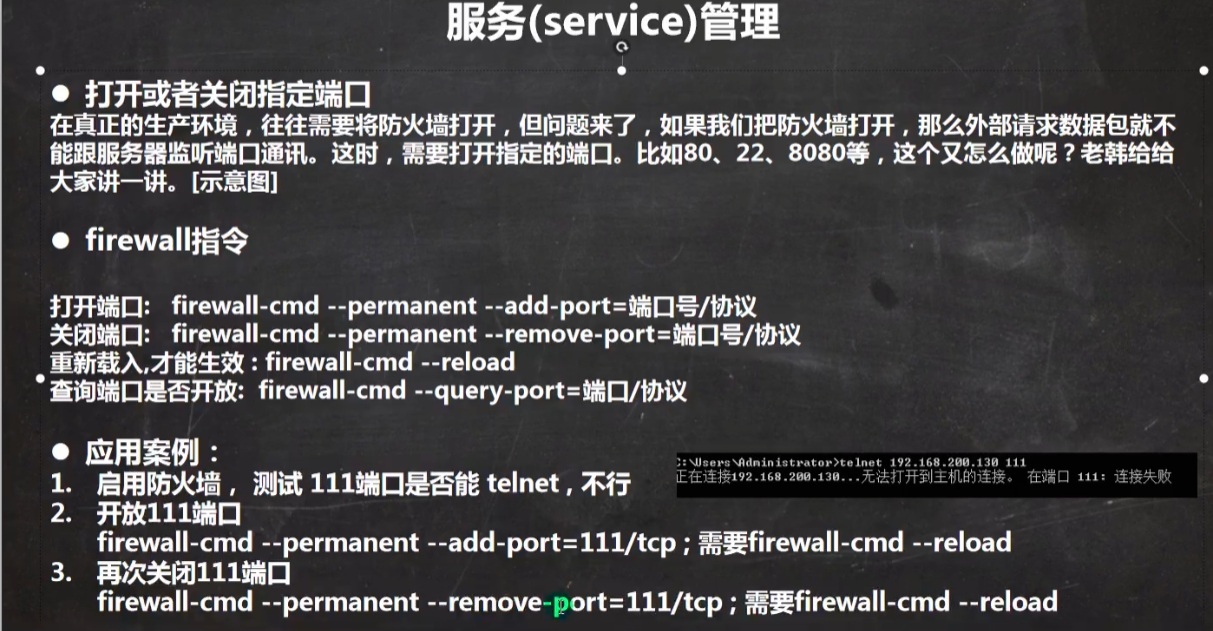 服务(service)管理
● 打开或者关闭指定端口
在真正的生产环境，往往需要将防火墙打开，但问题来了，如果我们把防火墙打开，那么外部请求数据包就不
能跟服务器监听端口通讯。这时，需要打开指定的端口。比如80、22、8080等，这个又怎么做呢？老韩给给
大家讲一讲。[示意图]
● firewall指令
打开端口: firewall-cmd --permanent --add-port=端口号/协议
关闭端口: firewall-cmd --permanent --remove-port=端口号/协议
重新载入,才能生效 : firewall-cmd --reload
查询端口是否开放: firewall-cmd --query-port=端口/协议
● 应用案例：
1. 启用防火墙， 测试 111端口是否能 telnet , 不行
C:\Users\Administrator>telnet 192.168.200.130 111
正在连接192.168.200.130...无法打开到主机的连接。 在端口 111: 连接失败
2. 开放111端口
firewall-cmd --permanent --add-port=111/tcp ; 需要firewall-cmd --reload
3. 再次关闭111端口
firewall-cmd --permanent --remove-port=111/tcp ; 需要firewall-cmd --reload